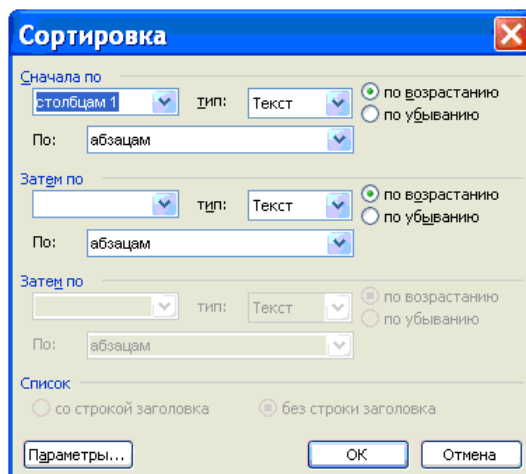 Сортировка
Сначала по
столбцам 1 тип: Текст по возрастанию
по убыванию
По: абзацам
Затем по
тип: Текст по возрастанию
по убыванию
По: абзацам
Затем по
тип: Текст по возрастанию
по убыванию
По: абзацам
Список
со строкой заголовка без строки заголовка
Параметры... ОК Отмена